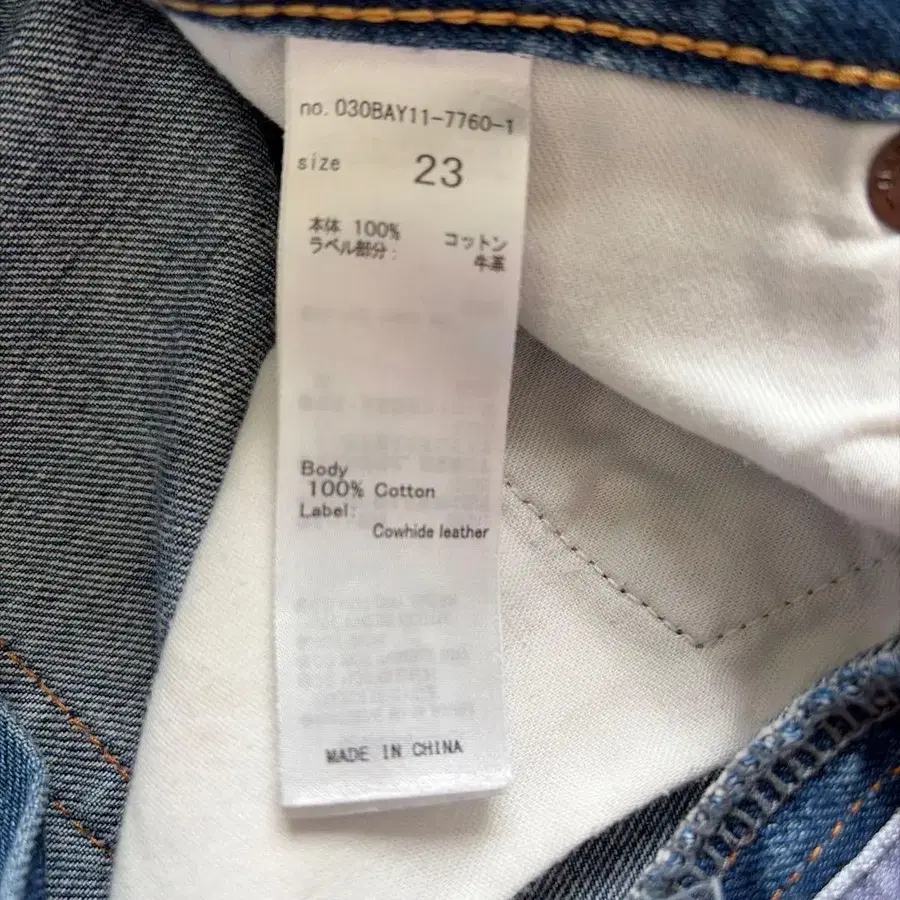 no. 030BAY11-7760-1
size 23
本体 100% コットン
ラベル部分: 牛革
Body
100% Cotton
Label:
Cowhide leather
MADE IN CHINA